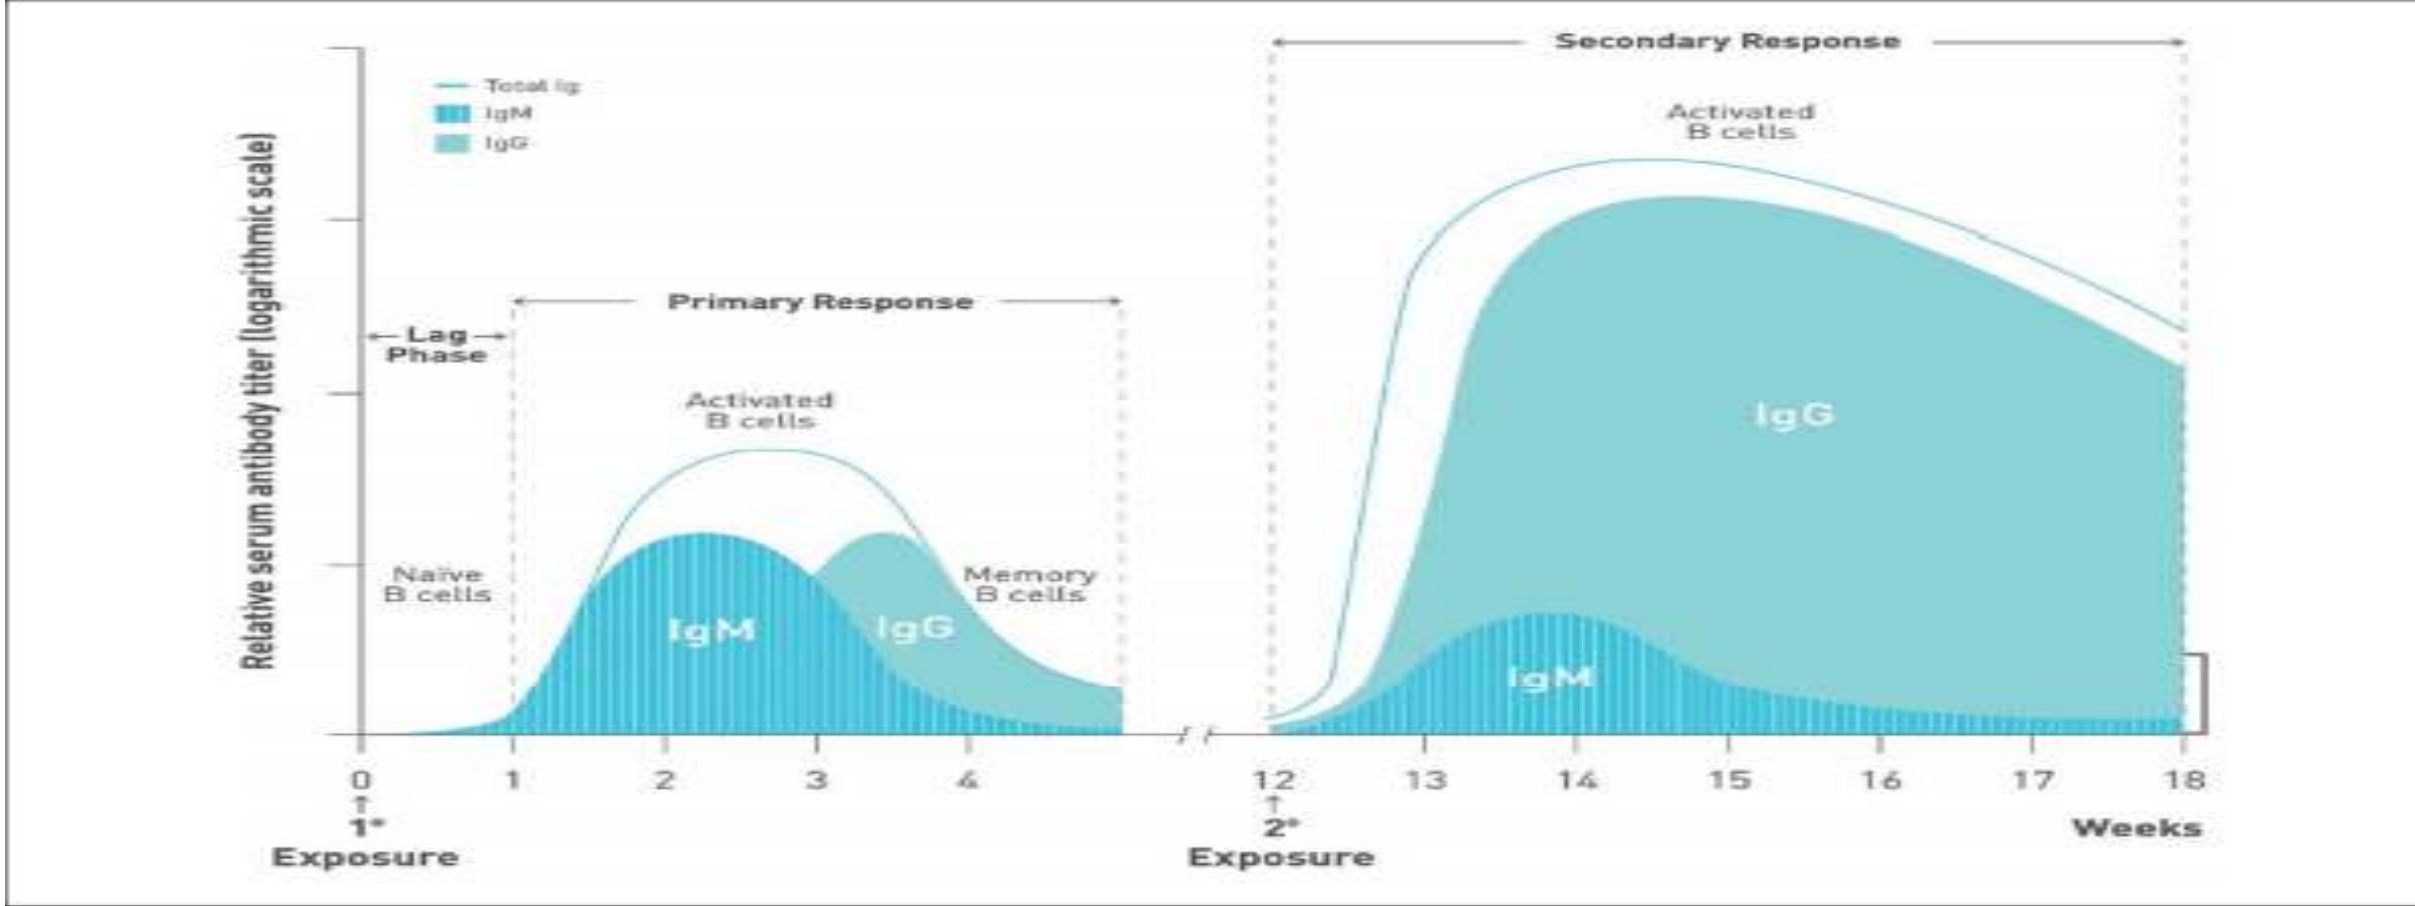 Secondary Response
Total Ig
IgM
IgG
Activated
B cells
Primary Response
Lag
Phase
Activated
B cells
Naïve
B cells
Memory
B cells
IgM
IgG
IgG
IgM
Relative serum antibody titer (logarithmic scale)
0 1 2 3 4 12 13 14 15 16 17 18
1° 2° Weeks
Exposure Exposure